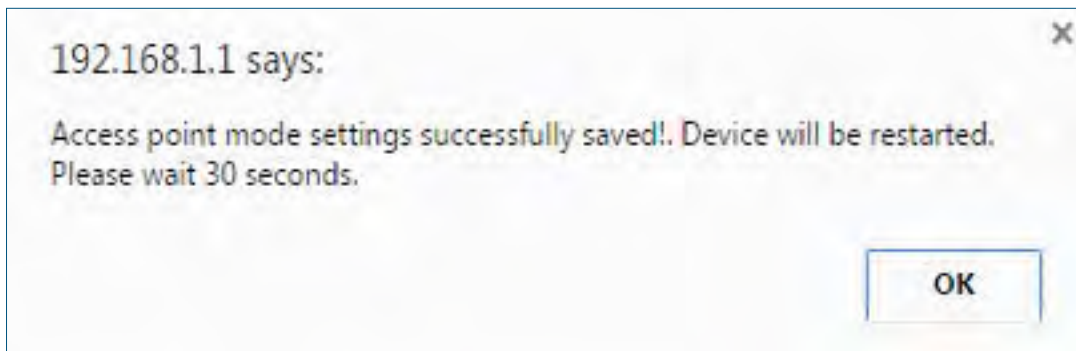 192.168.1.1 says:
Access point mode settings successfully saved!. Device will be restarted.
Please wait 30 seconds.
OK